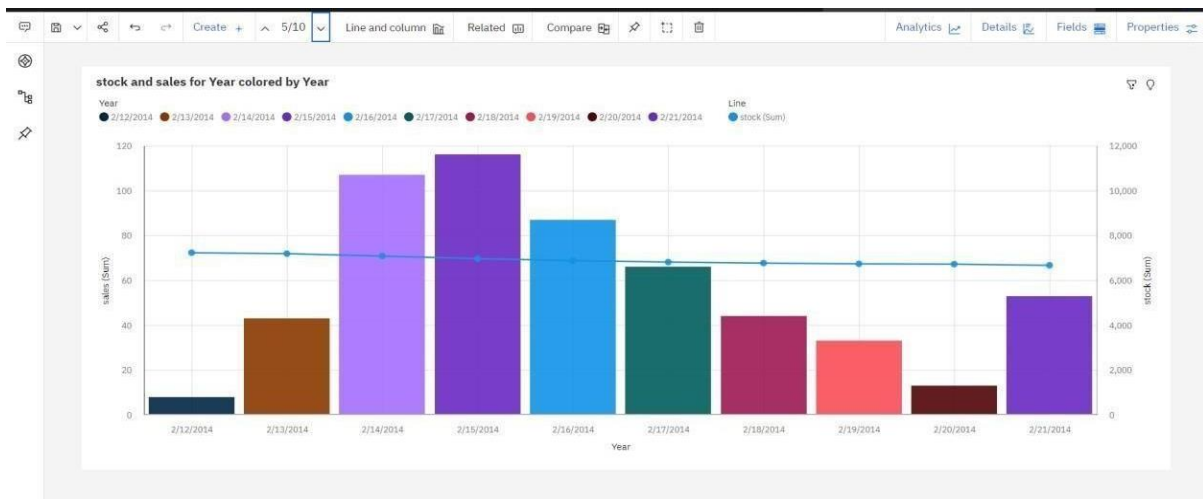 Create + 5/10 Line and column Related Compare Analytics Details Fields Properties
stock and sales for Year colored by Year
Year Line
2/12/2014 2/13/2014 2/14/2014 2/15/2014 2/16/2014 2/17/2014 2/18/2014 2/19/2014 2/20/2014 2/21/2014 stock (Sum)
120 12,000
100 10,000
80 8,000
sales (Sum) stock (Sum)
60 6,000
40 4,000
20 2,000
0 0
2/12/2014 2/13/2014 2/14/2014 2/15/2014 2/16/2014 2/17/2014 2/18/2014 2/19/2014 2/20/2014 2/21/2014
Year